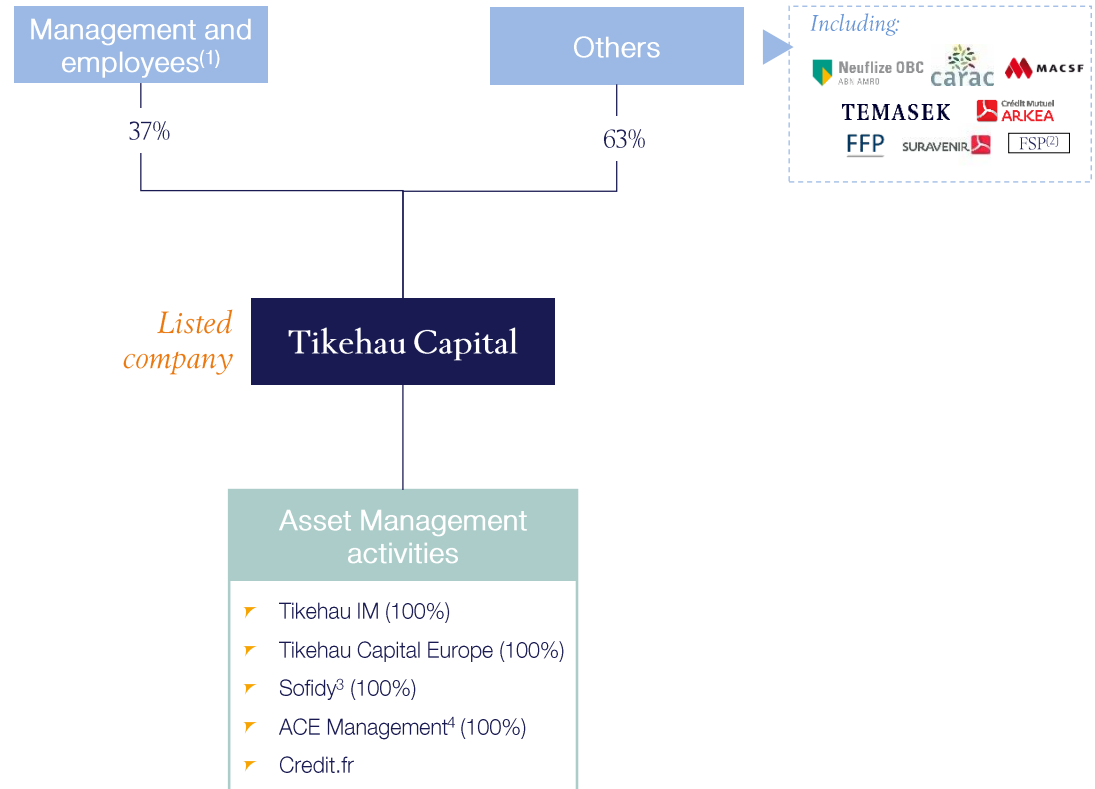 Management and
employees(1)
Others
Including:
Neuflize OBC
ABN AMRO
carac
MACSF
TEMASEK
Crédit Mutuel
ARKEA
FFP
SURAVENIR
FSP(2)
37%
63%
Listed
company
Tikehau Capital
Asset Management
activities
Tikehau IM (100%)
Tikehau Capital Europe (100%)
Sofidy3 (100%)
ACE Management4 (100%)
Credit.fr